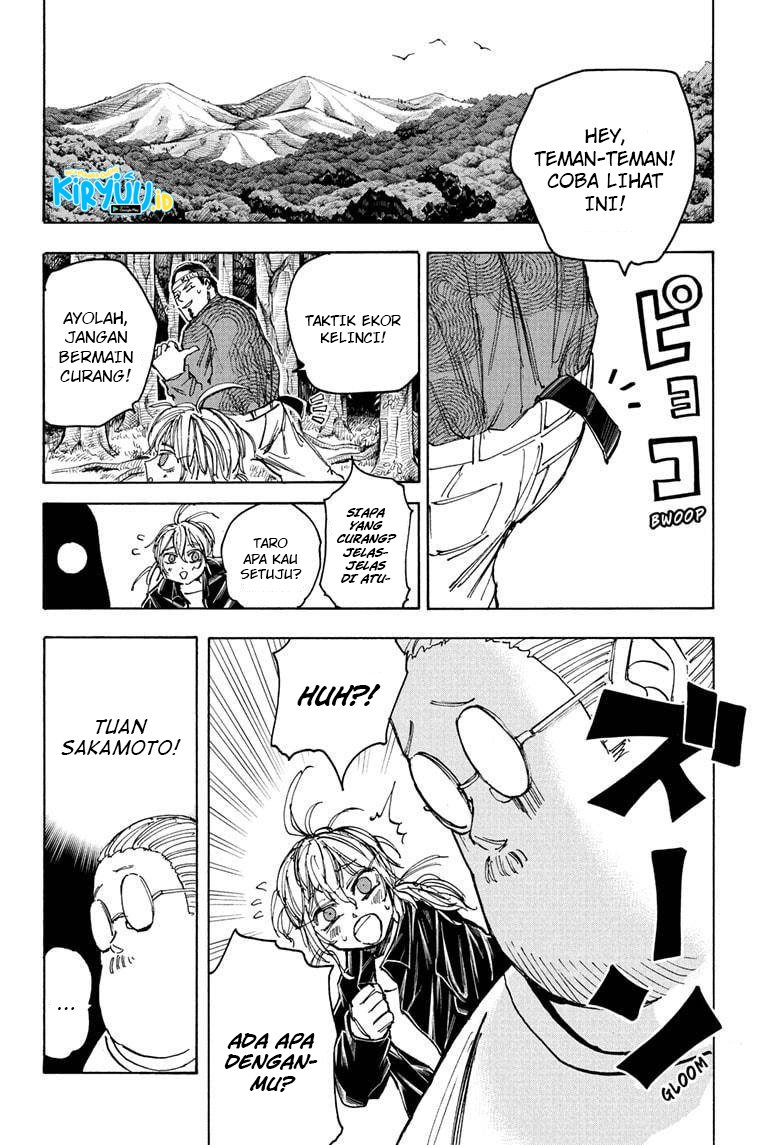 HEY,
TEMAN-TEMAN!
COBA LIHAT
INI!
KIRYUU.ID
ピョコ
BWOOP
TAKTIK EKOR
KELINCI!
AYOLAH,
JANGAN
BERMAIN
CURANG!
SIAPA
YANG
CURANG?
JELAS-
JELAS
DI ATU-
TARO
APA KAU
SETUJU?
HUH?!
ズーン
GLOOM
ADA APA
DENGAN-
MU?
TUAN
SAKAMOTO!
...